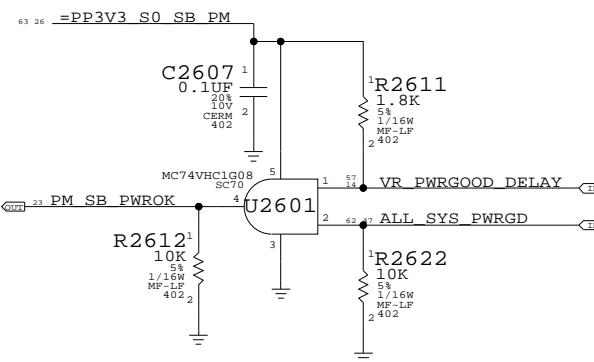 63 26 =PP3V3_S0_SB_PM
C2607 1
0.1UF
20%
10V
CERM
402
2
1 R2611
1.8K
5%
1/16W
MF-LF
402
2
MC74VHC1G08
SC70
5
1 57 14 VR_PWRGOOD_DELAY
OUT 23 PM_SB_PWROK 4 U2601
2 62 47 ALL_SYS_PWRGD
3
R2612 1
10K
5%
1/16W
MF-LF
402
2
1 R2622
10K
5%
1/16W
MF-LF
402
2